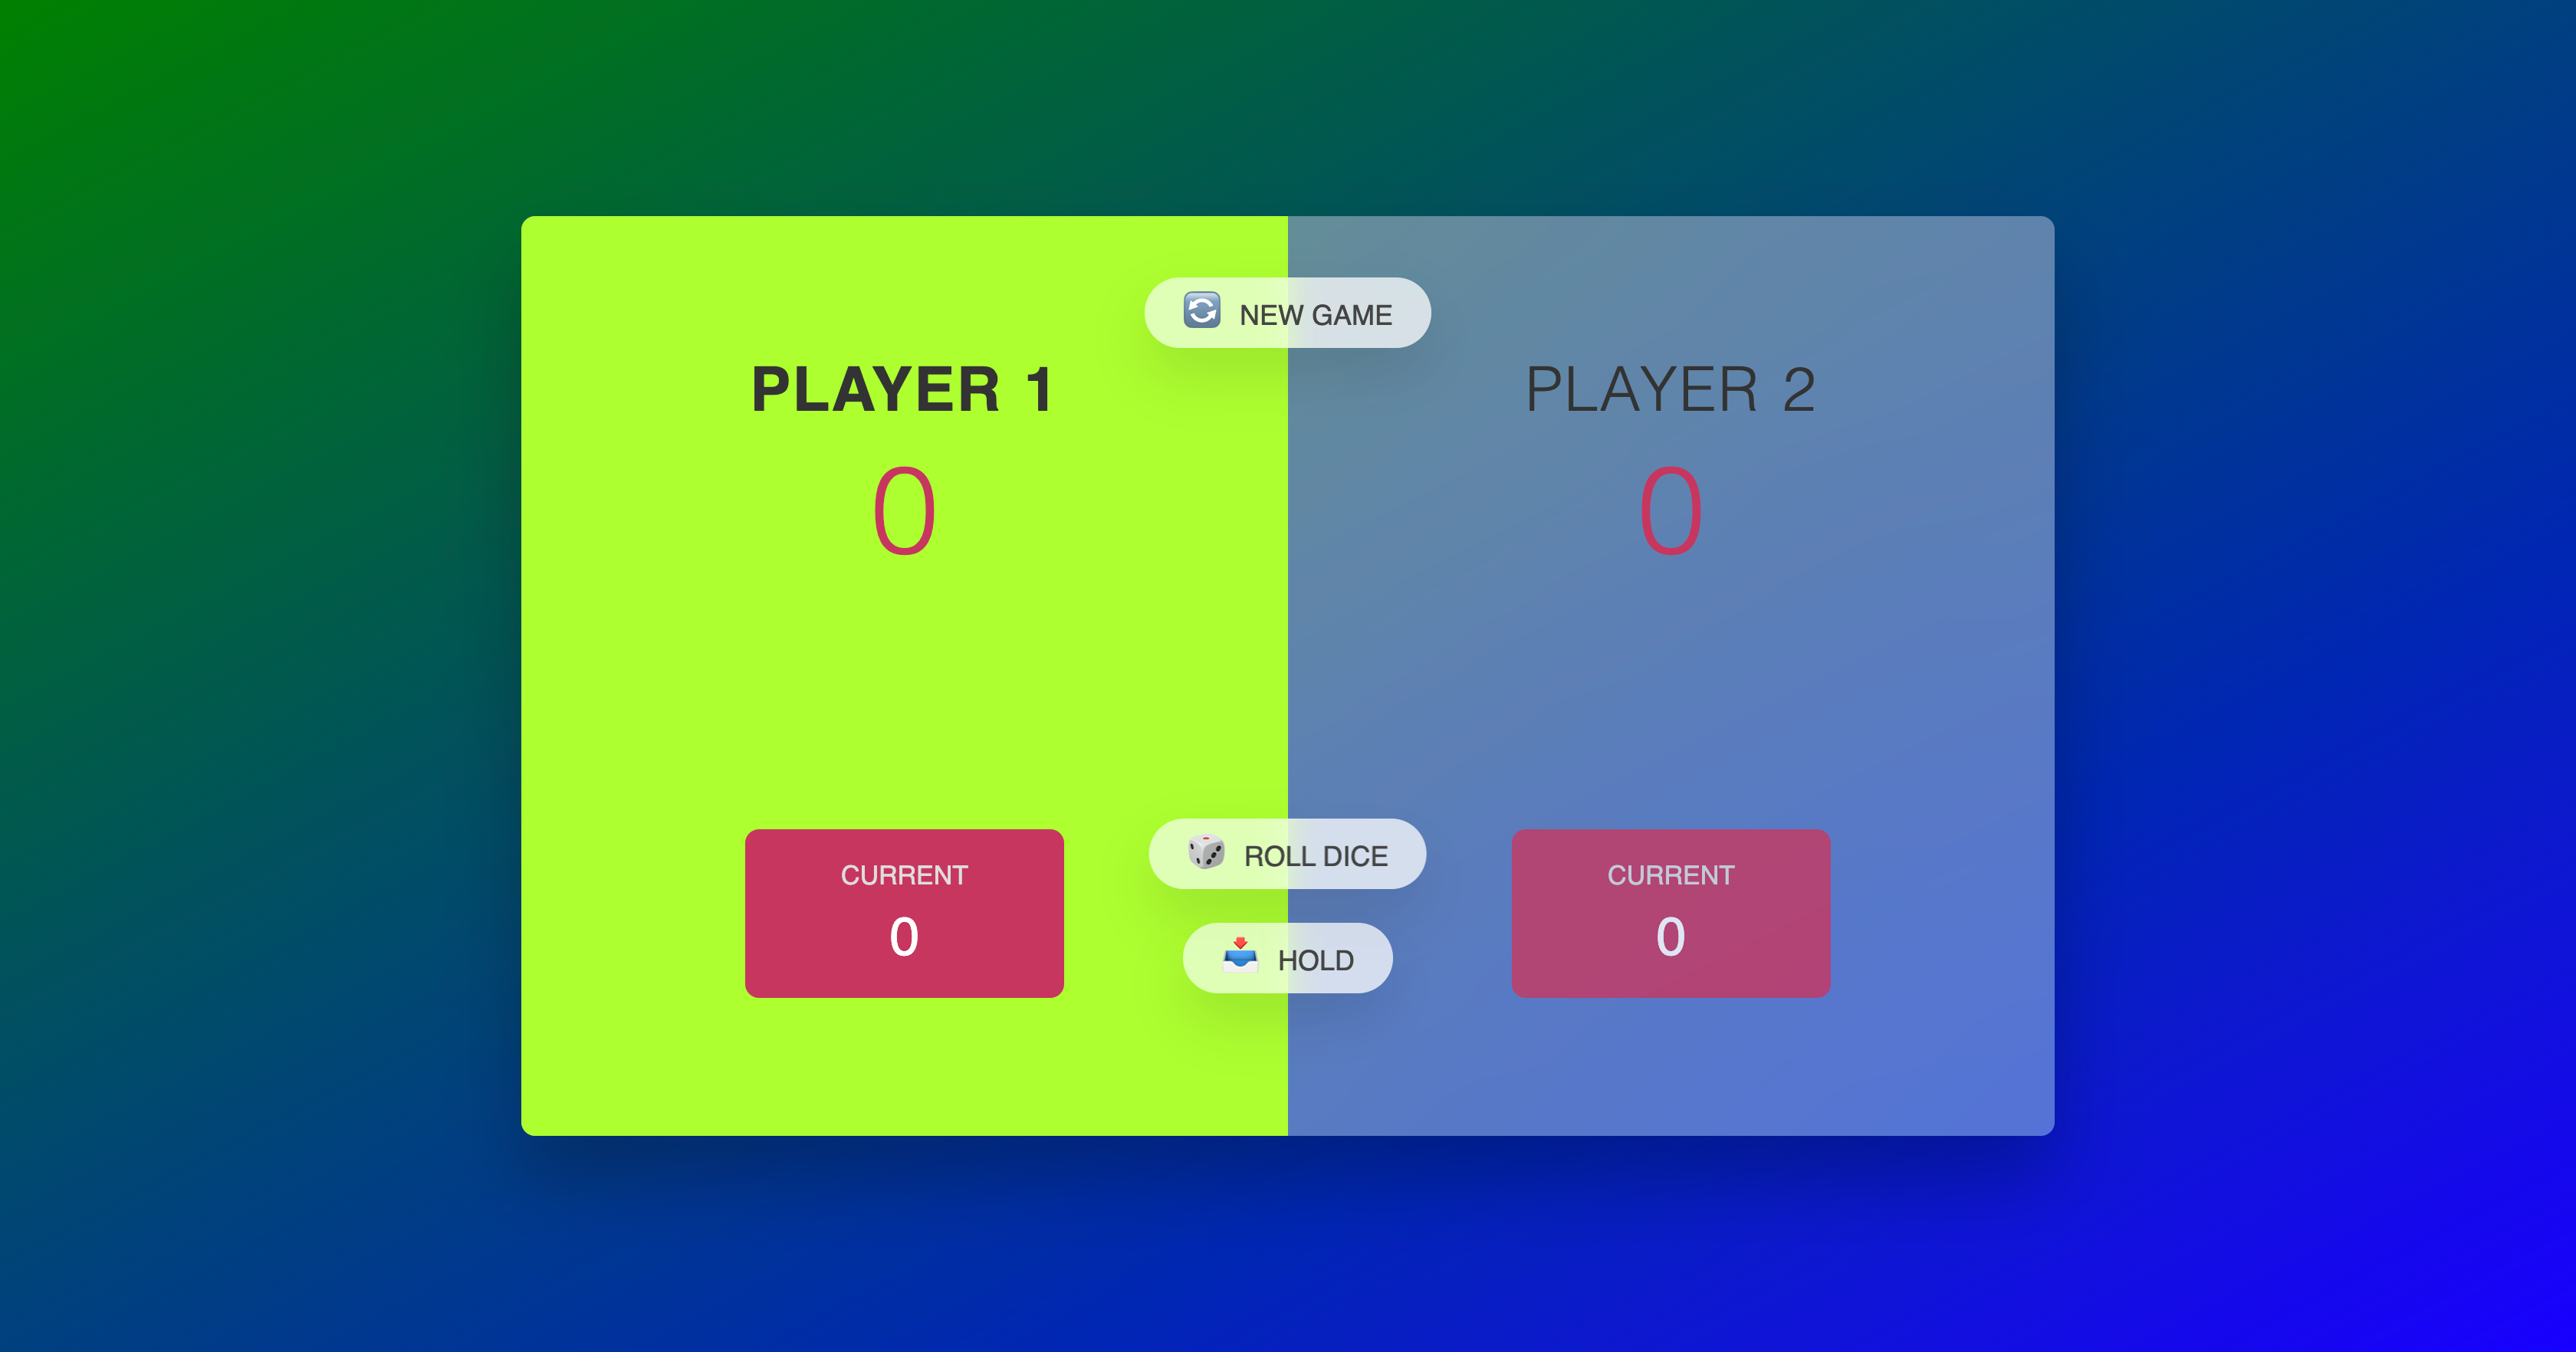 NEW GAME
PLAYER 1
0
PLAYER 2
0
CURRENT
0
ROLL DICE
HOLD
CURRENT
0